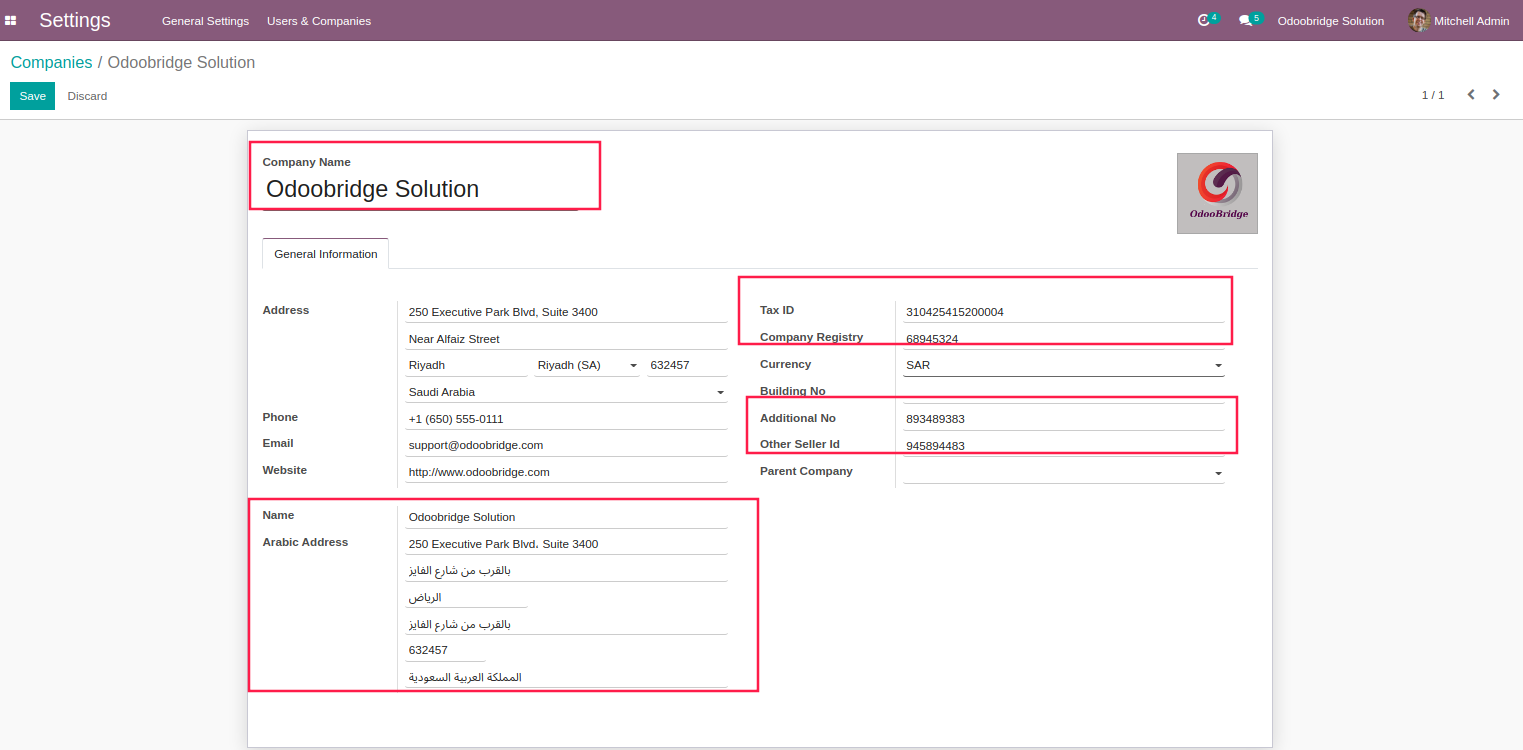 Settings General Settings Users & Companies 4 5 Odoobridge Solution Mitchell Admin
Companies / Odoobridge Solution
Save Discard 1 / 1
Company Name
Odoobridge Solution
OdooBridge
General Information
Address 250 Executive Park Blvd, Suite 3400
Near Alfaiz Street
Riyadh Riyadh (SA) 632457
Saudi Arabia
Phone +1 (650) 555-0111
Email support@odoobridge.com
Website http://www.odoobridge.com
Tax ID 310425415200004
Company Registry 68945324
Currency SAR
Building No
Additional No 893489383
Other Seller Id 945894483
Parent Company
Name Odoobridge Solution
Arabic Address 250 Executive Park Blvd، Suite 3400
بالقرب من شارع الفايز
الرياض
بالقرب من شارع الفايز
632457
المملكة العربية السعودية